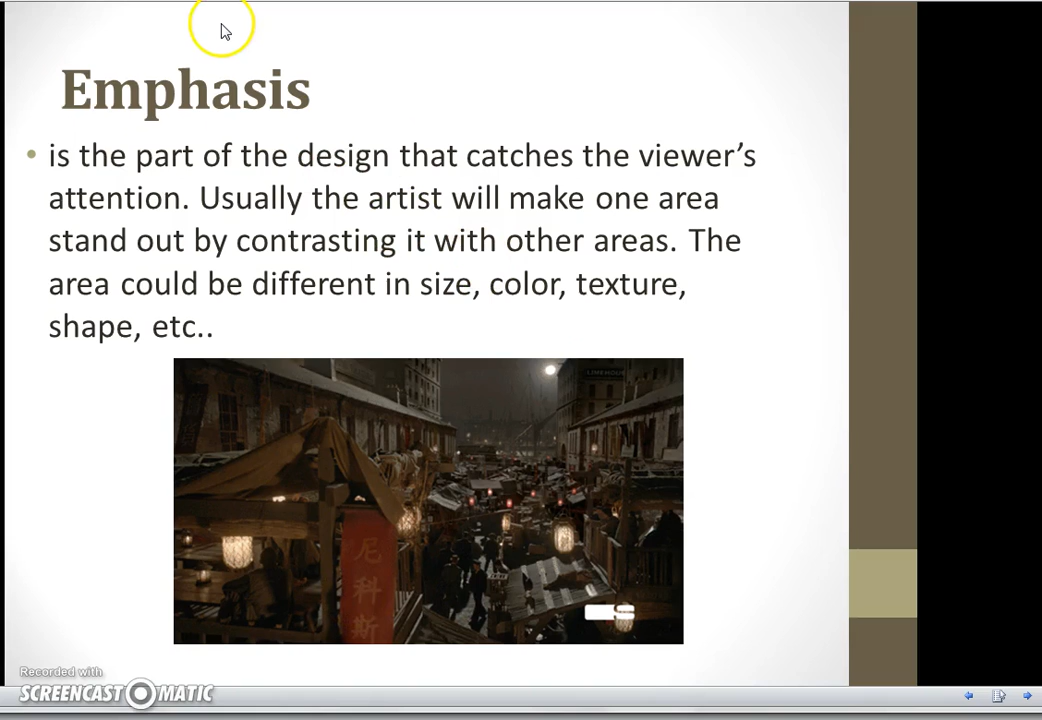 Emphasis
• is the part of the design that catches the viewer’s
attention. Usually the artist will make one area
stand out by contrasting it with other areas. The
area could be different in size, color, texture,
shape, etc..
LIMEHOUSE
尼
科
斯
Recorded with
SCREENCAST MATIC